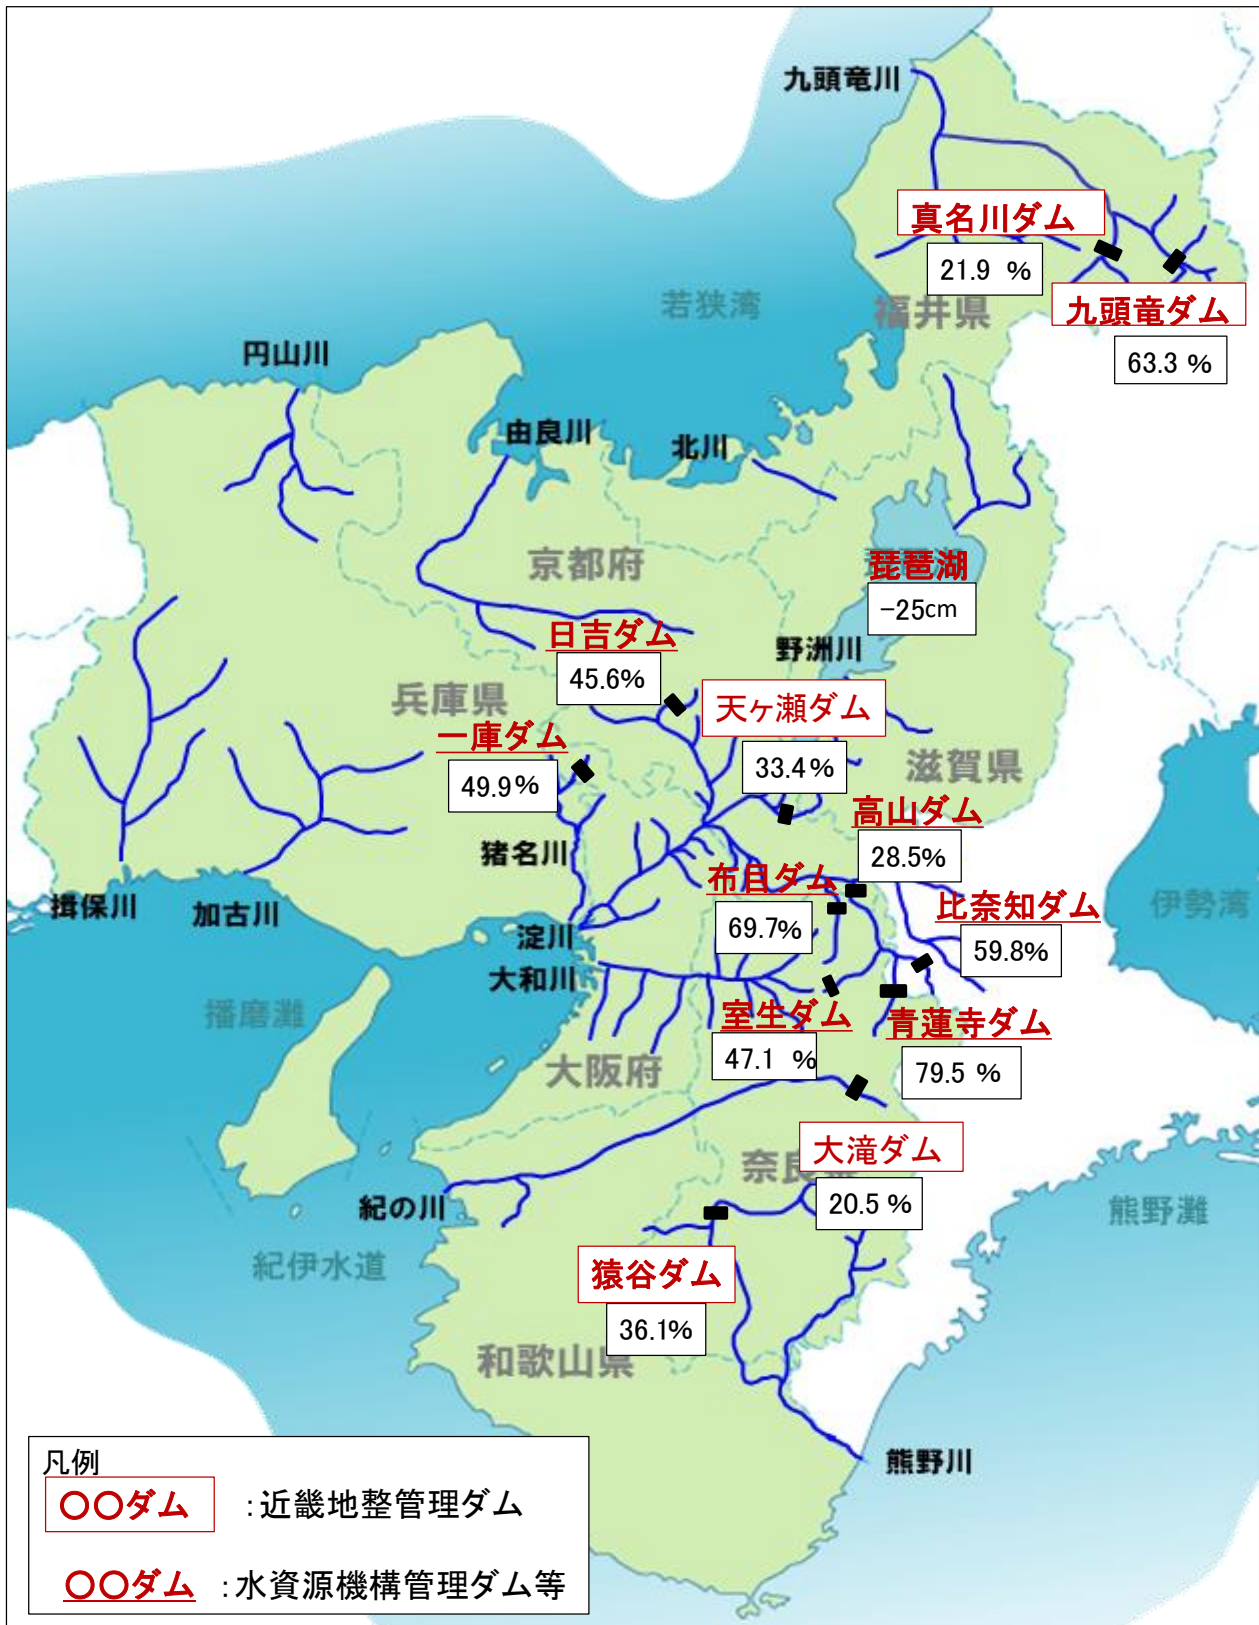 九頭竜川
真名川ダム
21.9 %
九頭竜ダム
63.3 %
若狭湾
福井県
円山川
由良川
北川
京都府
琵琶湖
-25cm
日吉ダム
45.6%
野洲川
兵庫県
天ヶ瀬ダム
33.4%
滋賀県
一庫ダム
49.9%
高山ダム
28.5%
猪名川
布目ダム
69.7%
比奈知ダム
59.8%
伊勢湾
揖保川
加古川
淀川
大和川
播磨灘
室生ダム
47.1 %
青蓮寺ダム
79.5 %
大阪府
大滝ダム
20.5 %
奈良県
紀の川
熊野灘
紀伊水道
猿谷ダム
36.1%
和歌山県
熊野川
凡例
〇〇ダム :近畿地整管理ダム
〇〇ダム :水資源機構管理ダム等